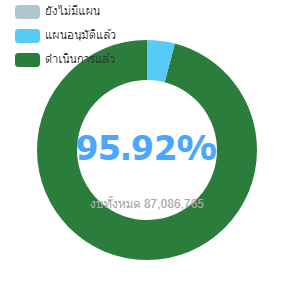 ยังไม่มีแผน
แผนอนุมัติแล้ว
ดำเนินการแล้ว
95.92%
งบทั้งหมด 87,086,765